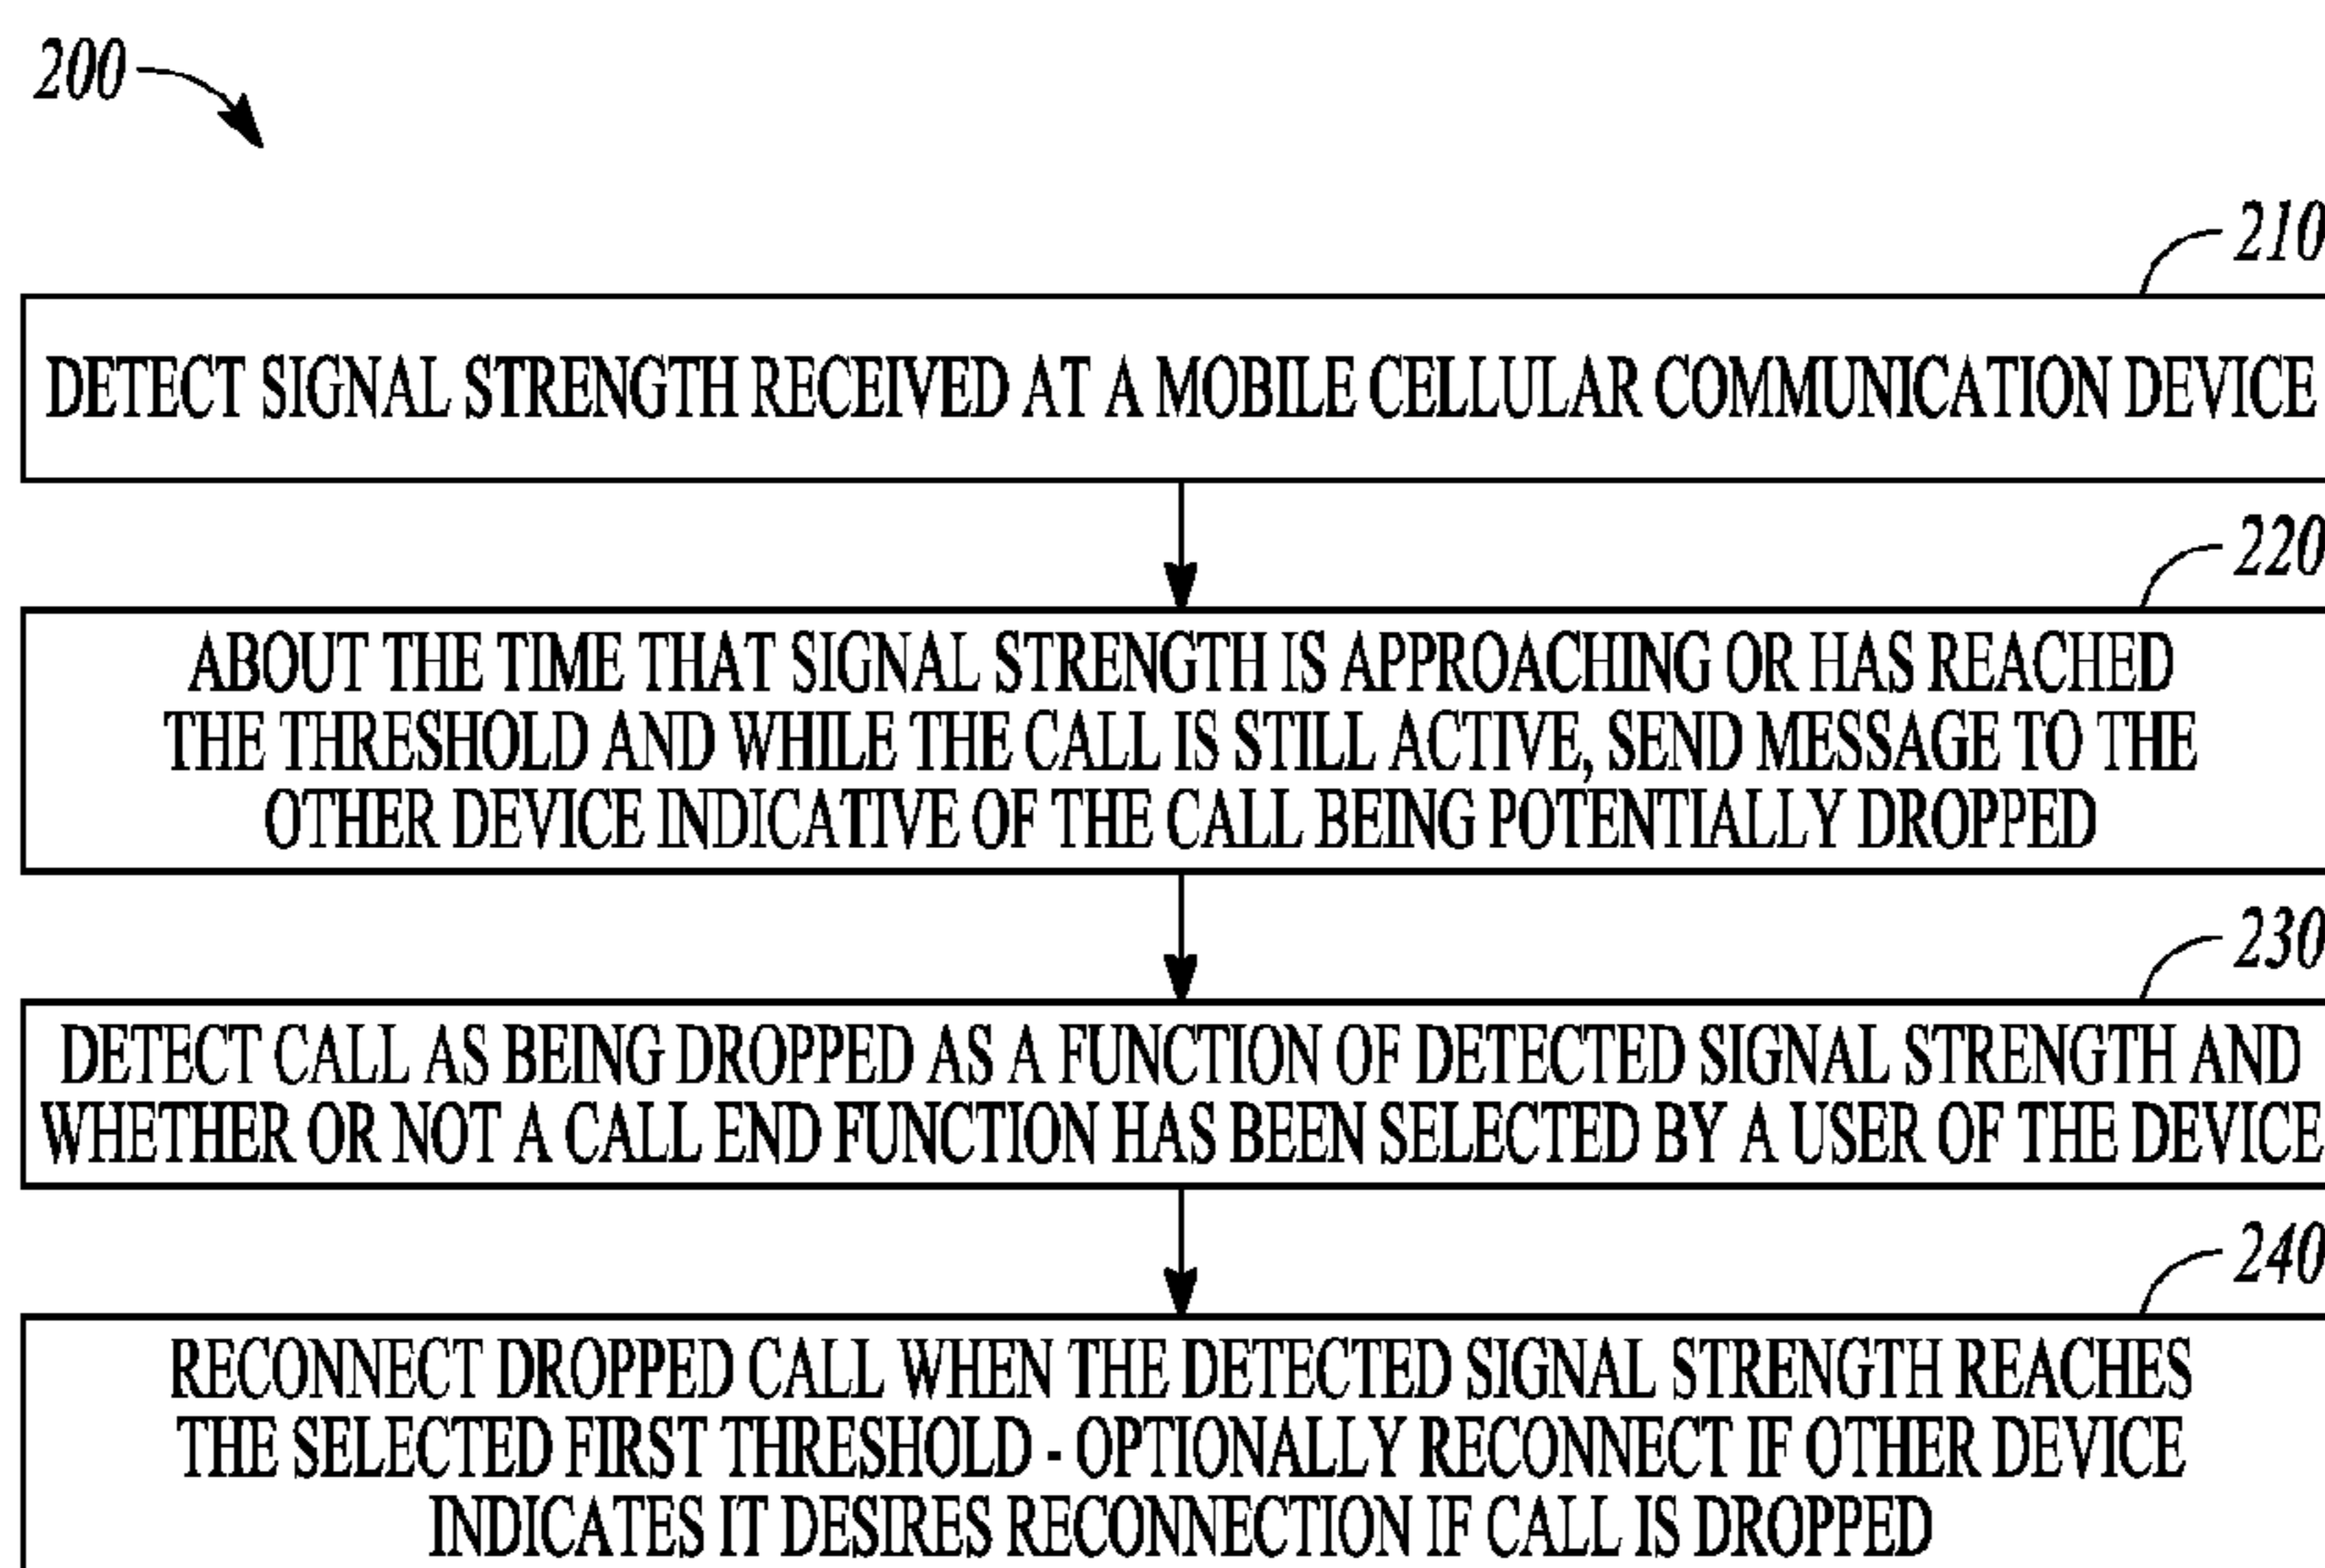 200
210
DETECT SIGNAL STRENGTH RECEIVED AT A MOBILE CELLULAR COMMUNICATION DEVICE
220
ABOUT THE TIME THAT SIGNAL STRENGTH IS APPROACHING OR HAS REACHED
THE THRESHOLD AND WHILE THE CALL IS STILL ACTIVE, SEND MESSAGE TO THE
OTHER DEVICE INDICATIVE OF THE CALL BEING POTENTIALLY DROPPED
230
DETECT CALL AS BEING DROPPED AS A FUNCTION OF DETECTED SIGNAL STRENGTH AND
WHETHER OR NOT A CALL END FUNCTION HAS BEEN SELECTED BY A USER OF THE DEVICE
240
RECONNECT DROPPED CALL WHEN THE DETECTED SIGNAL STRENGTH REACHES
THE SELECTED FIRST THRESHOLD - OPTIONALLY RECONNECT IF OTHER DEVICE
INDICATES IT DESIRES RECONNECTION IF CALL IS DROPPED